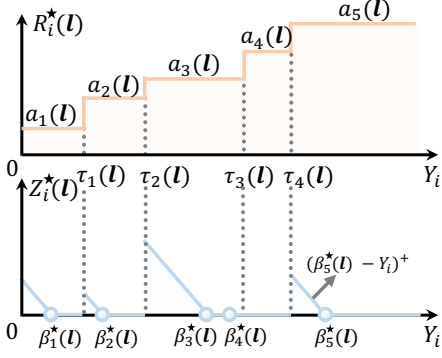 R_i^★(l)
a_5(l)
a_4(l)
a_3(l)
a_2(l)
a_1(l)
0 τ_1(l) τ_2(l) τ_3(l) τ_4(l) Y_i
Z_i^★(l)
(β_5^★(l) − Y_i)^+
0 β_1^★(l) β_2^★(l) β_3^★(l) β_4^★(l) β_5^★(l) Y_i